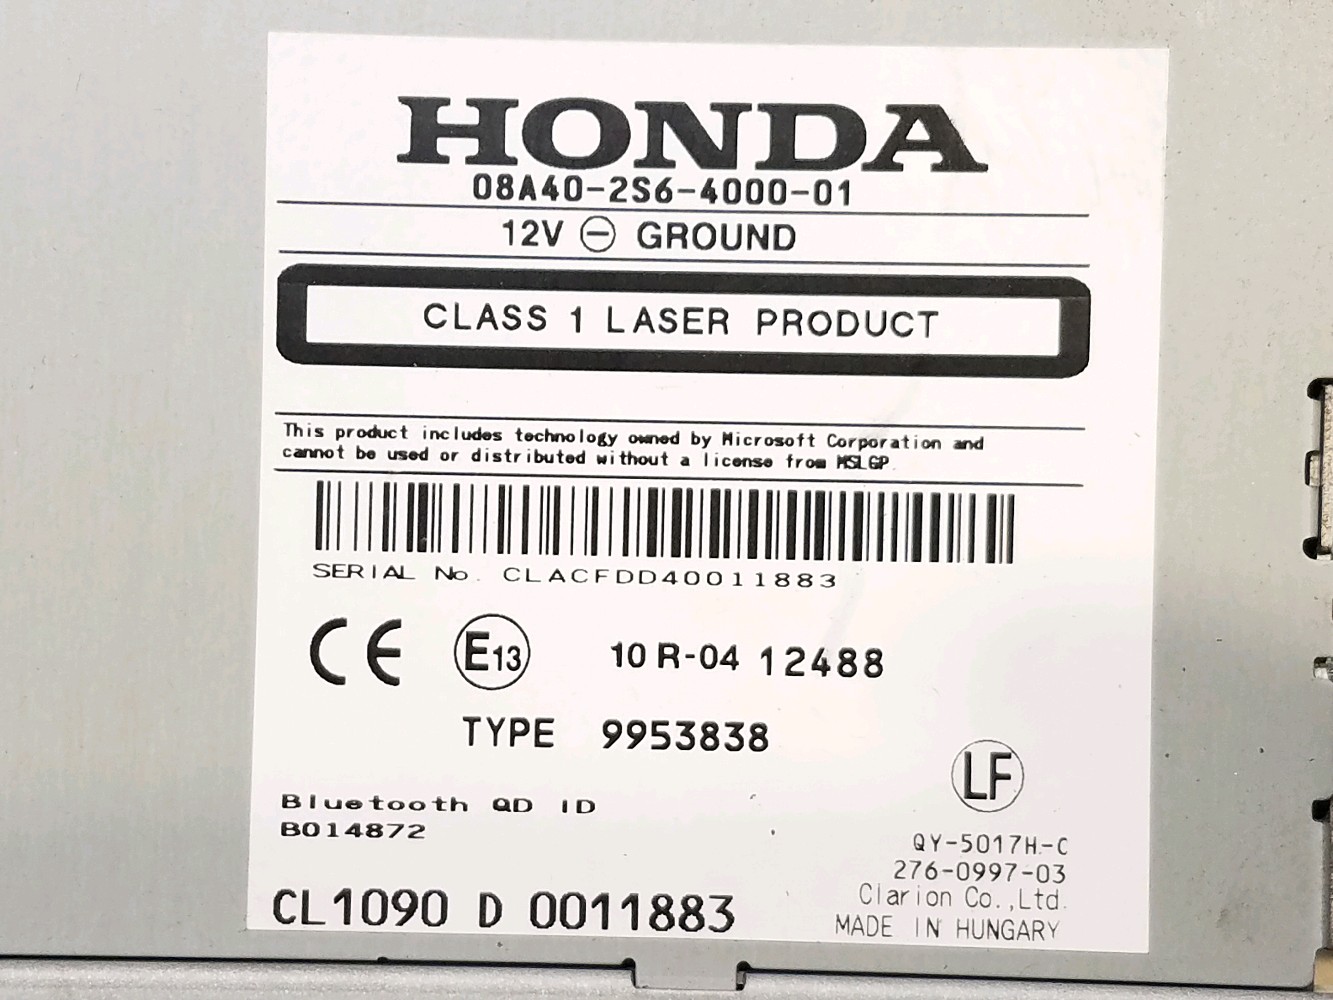 HONDA
08A40-2S6-4000-01
12V ⊖ GROUND
CLASS 1 LASER PRODUCT
This product includes technology owned by Microsoft Corporation and
cannot be used or distributed without a license from MSLGP.
SERIAL No. CLACFDD40011883
CE E13 10 R-04 12488
TYPE 9953838
LF
Bluetooth QD ID
B014872
QY-5017H-C
276-0997-03
Clarion Co.,Ltd.
MADE IN HUNGARY
CL1090 D 0011883